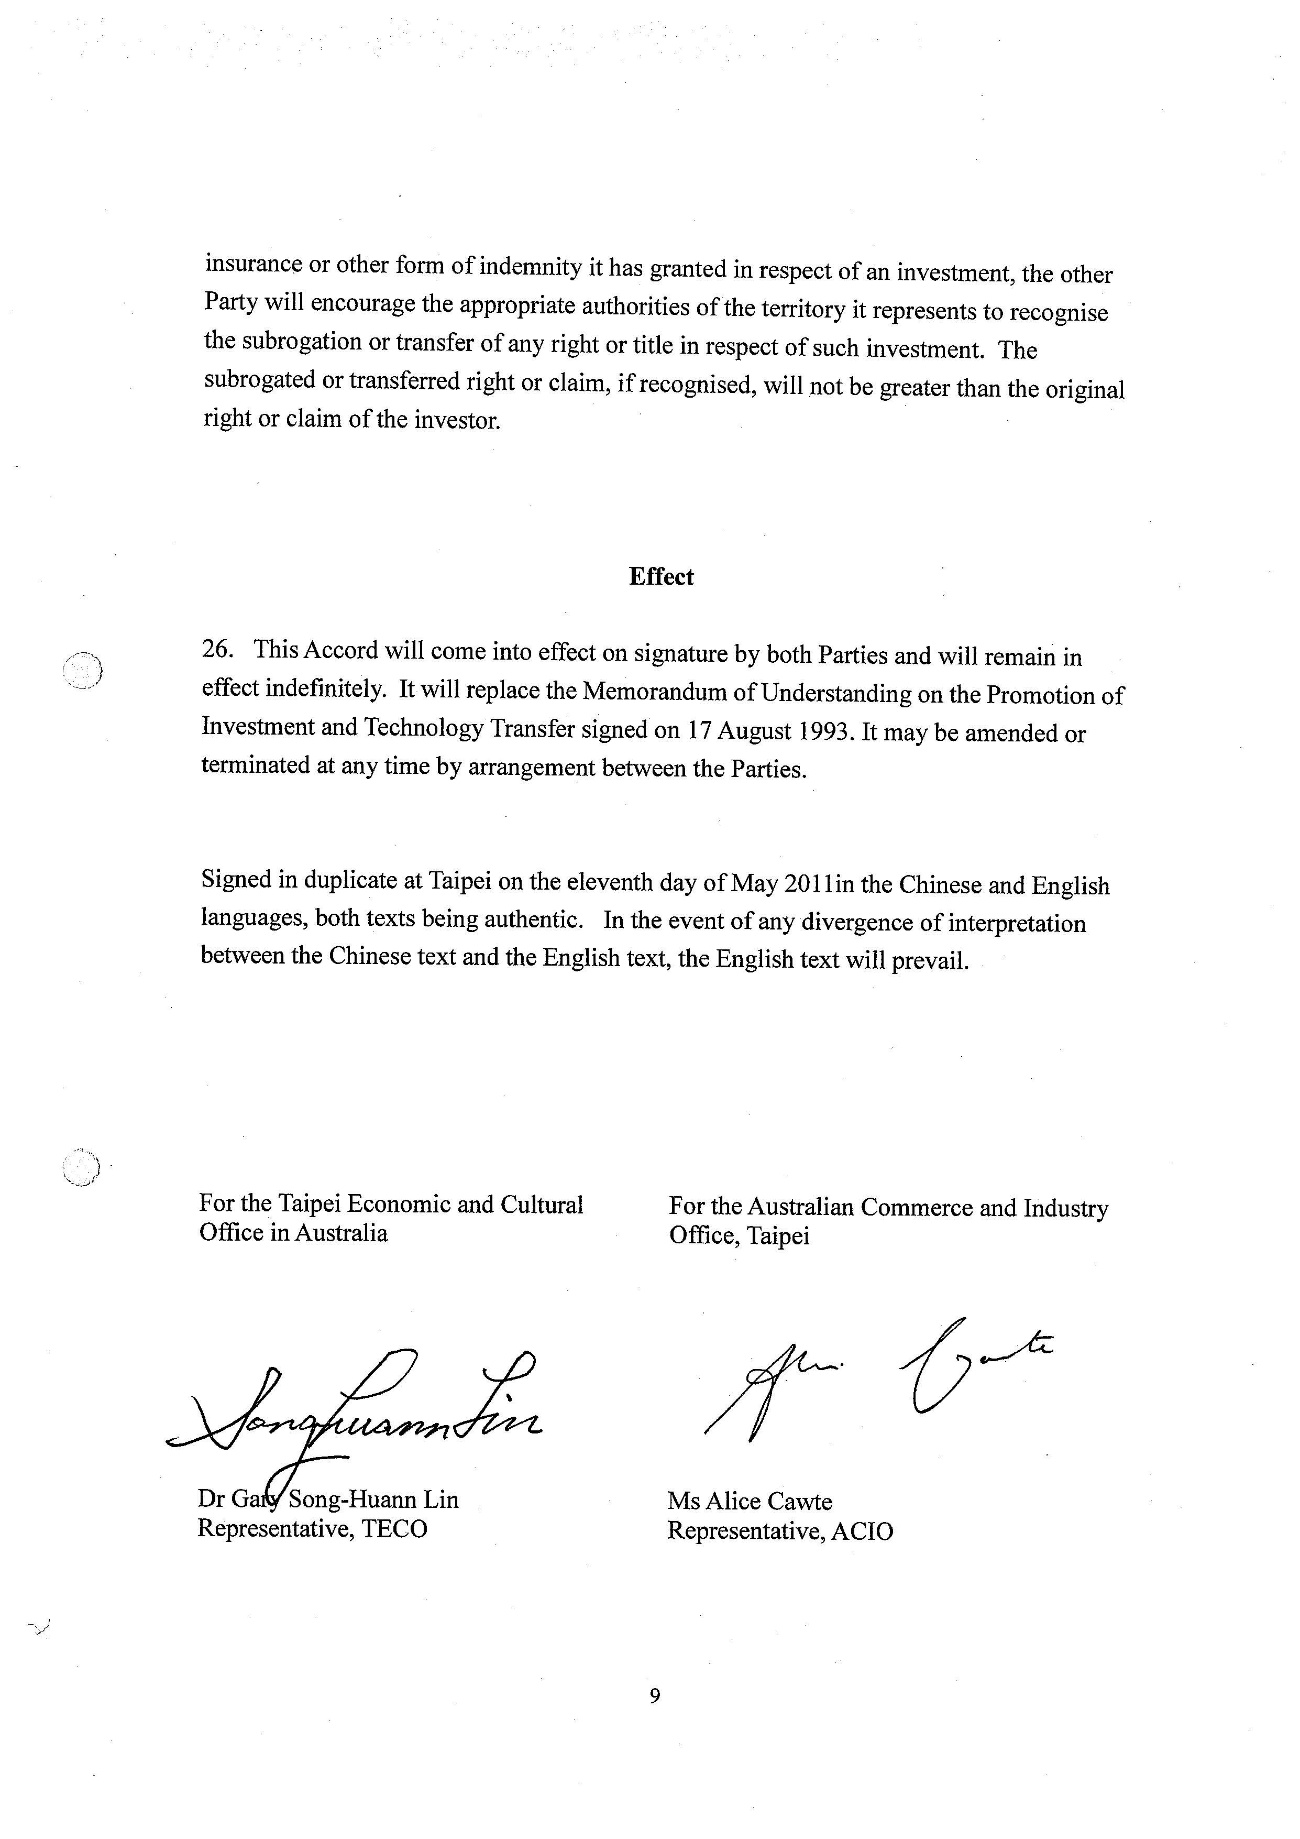 insurance or other form of indemnity it has granted in respect of an investment, the other
Party will encourage the appropriate authorities of the territory it represents to recognise
the subrogation or transfer of any right or title in respect of such investment. The
subrogated or transferred right or claim, if recognised, will not be greater than the original
right or claim of the investor.
Effect
26. This Accord will come into effect on signature by both Parties and will remain in
effect indefinitely. It will replace the Memorandum of Understanding on the Promotion of
Investment and Technology Transfer signed on 17 August 1993. It may be amended or
terminated at any time by arrangement between the Parties.
Signed in duplicate at Taipei on the eleventh day of May 2011in the Chinese and English
languages, both texts being authentic. In the event of any divergence of interpretation
between the Chinese text and the English text, the English text will prevail.
For the Taipei Economic and Cultural
Office in Australia
For the Australian Commerce and Industry
Office, Taipei
Songhuann Lin
Dr Gary Song-Huann Lin
Representative, TECO
Ms Alice Cawte
Representative, ACIO
9